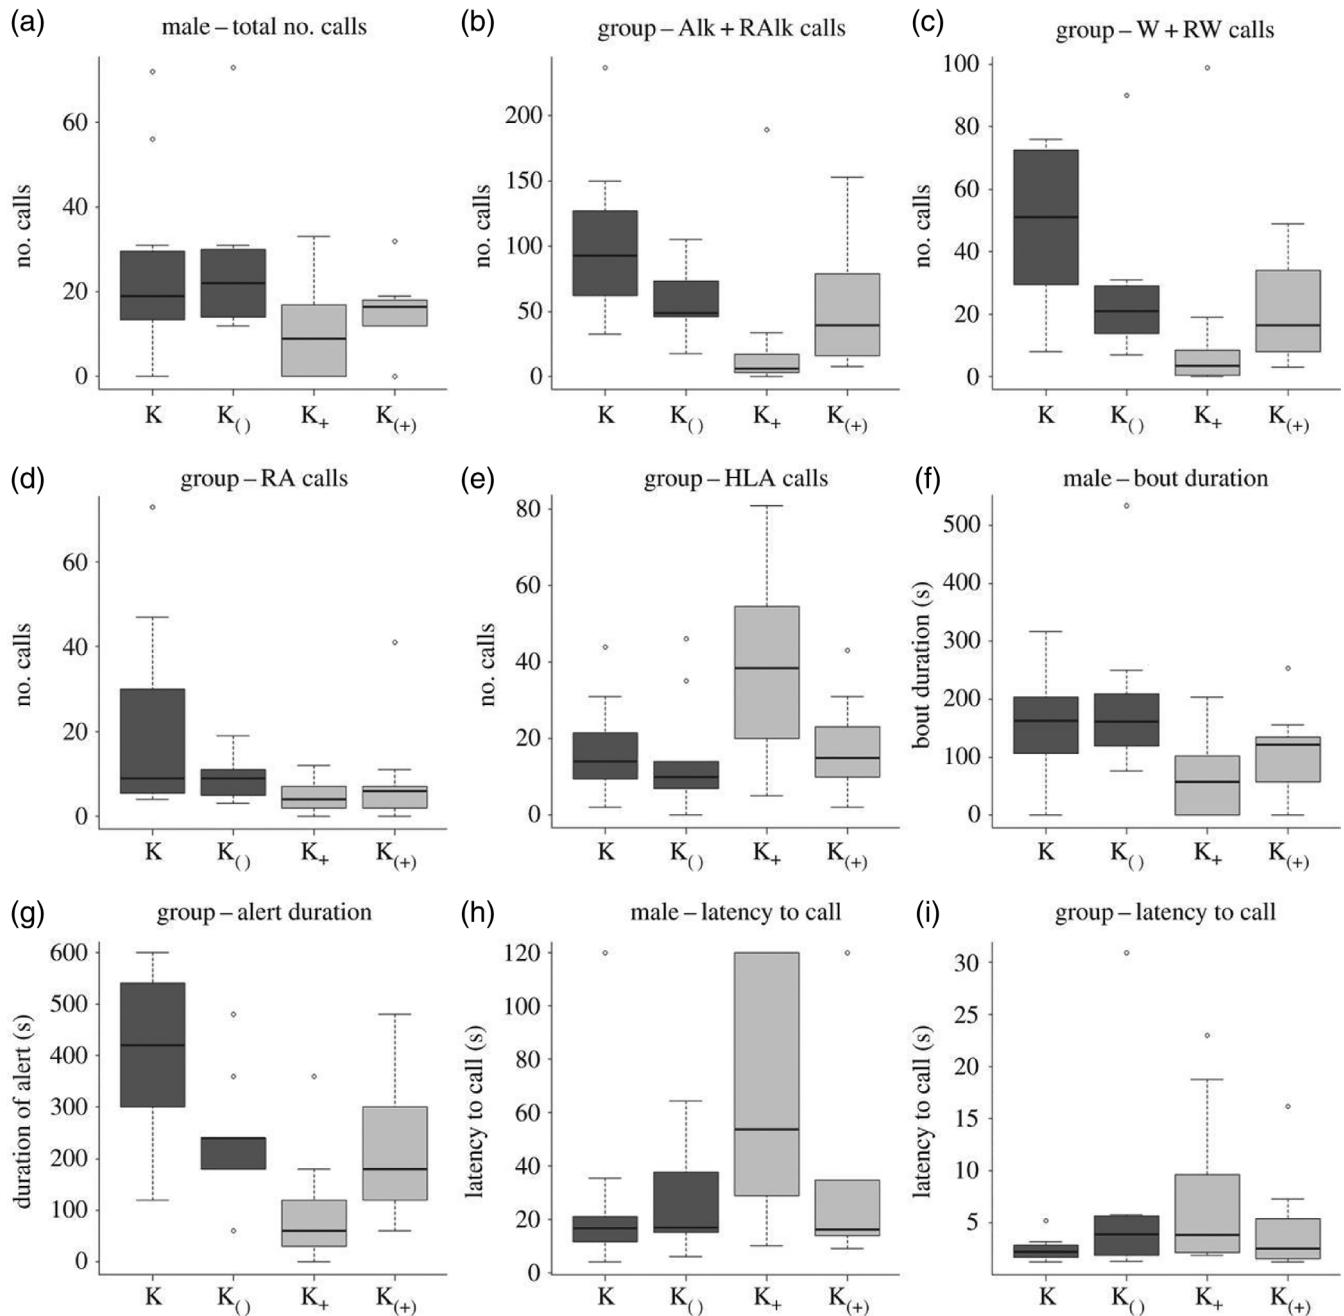 (a) male – total no. calls
no. calls
60
40
20
0
K K( ) K+ K(+)
(b) group – Alk + RAlk calls
no. calls
200
150
100
50
0
K K( ) K+ K(+)
(c) group – W + RW calls
no. calls
100
80
60
40
20
0
K K( ) K+ K(+)
(d) group – RA calls
no. calls
60
40
20
0
K K( ) K+ K(+)
(e) group – HLA calls
no. calls
80
60
40
20
0
K K( ) K+ K(+)
(f) male – bout duration
bout duration (s)
500
400
300
200
100
0
K K( ) K+ K(+)
(g) group – alert duration
duration of alert (s)
600
500
400
300
200
100
0
K K( ) K+ K(+)
(h) male – latency to call
latency to call (s)
120
100
80
60
40
20
0
K K( ) K+ K(+)
(i) group – latency to call
latency to call (s)
30
25
20
15
10
5
K K( ) K+ K(+)